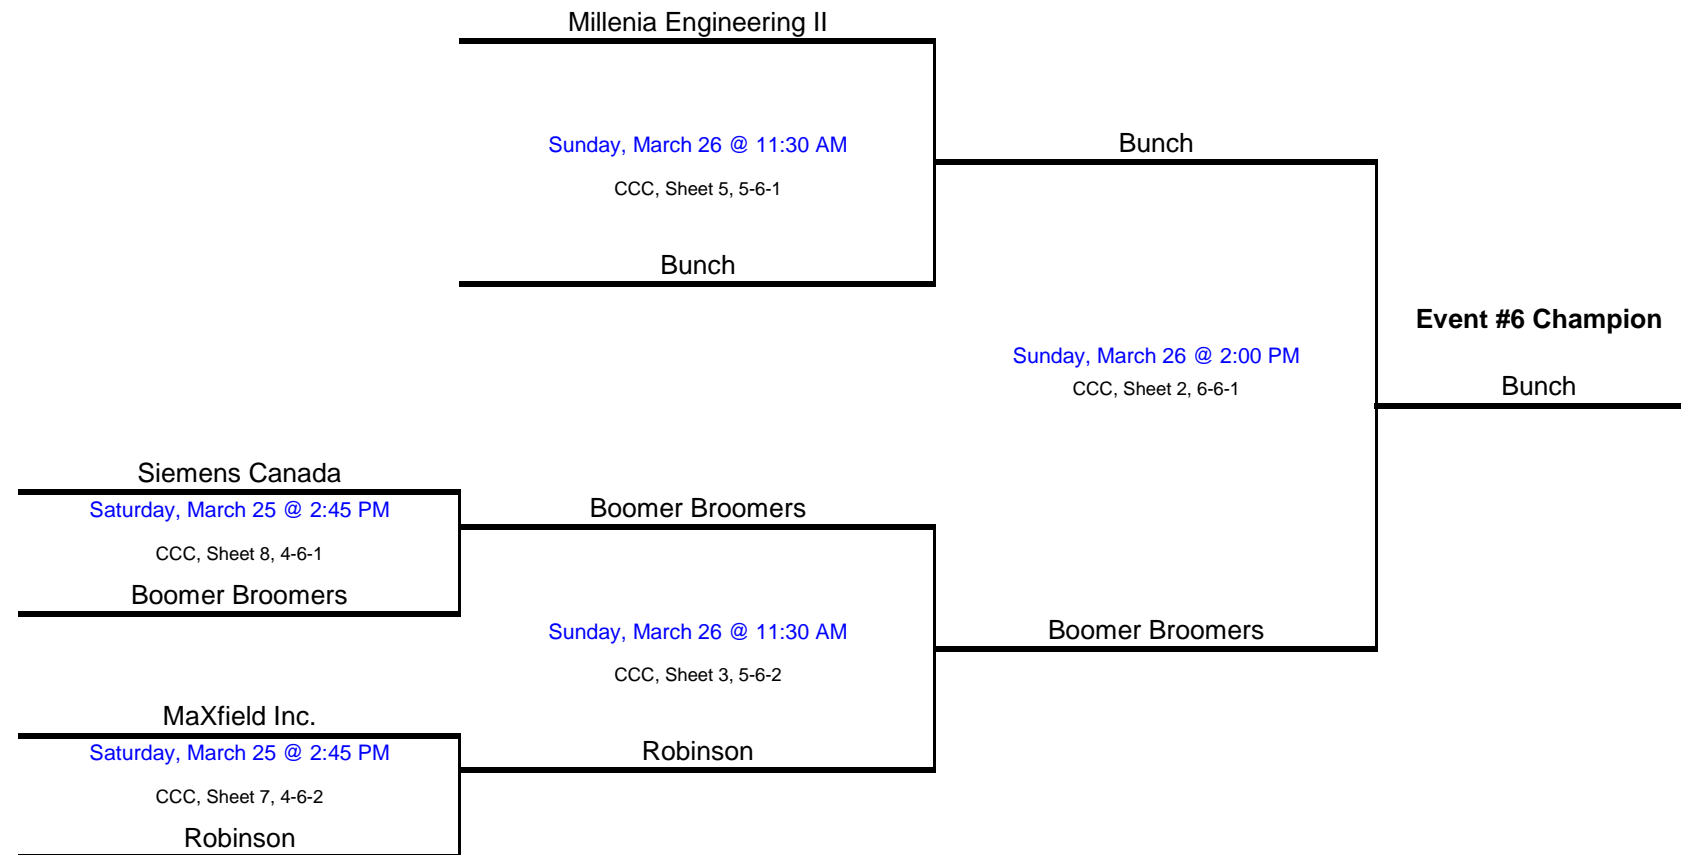 Millenia Engineering II
Sunday, March 26 @ 11:30 AM
Bunch
CCC, Sheet 5, 5-6-1
Bunch
Event #6 Champion
Sunday, March 26 @ 2:00 PM
CCC, Sheet 2, 6-6-1
Bunch
Siemens Canada
Saturday, March 25 @ 2:45 PM
Boomer Broomers
CCC, Sheet 8, 4-6-1
Boomer Broomers
Sunday, March 26 @ 11:30 AM
Boomer Broomers
CCC, Sheet 3, 5-6-2
MaXfield Inc.
Saturday, March 25 @ 2:45 PM
Robinson
CCC, Sheet 7, 4-6-2
Robinson